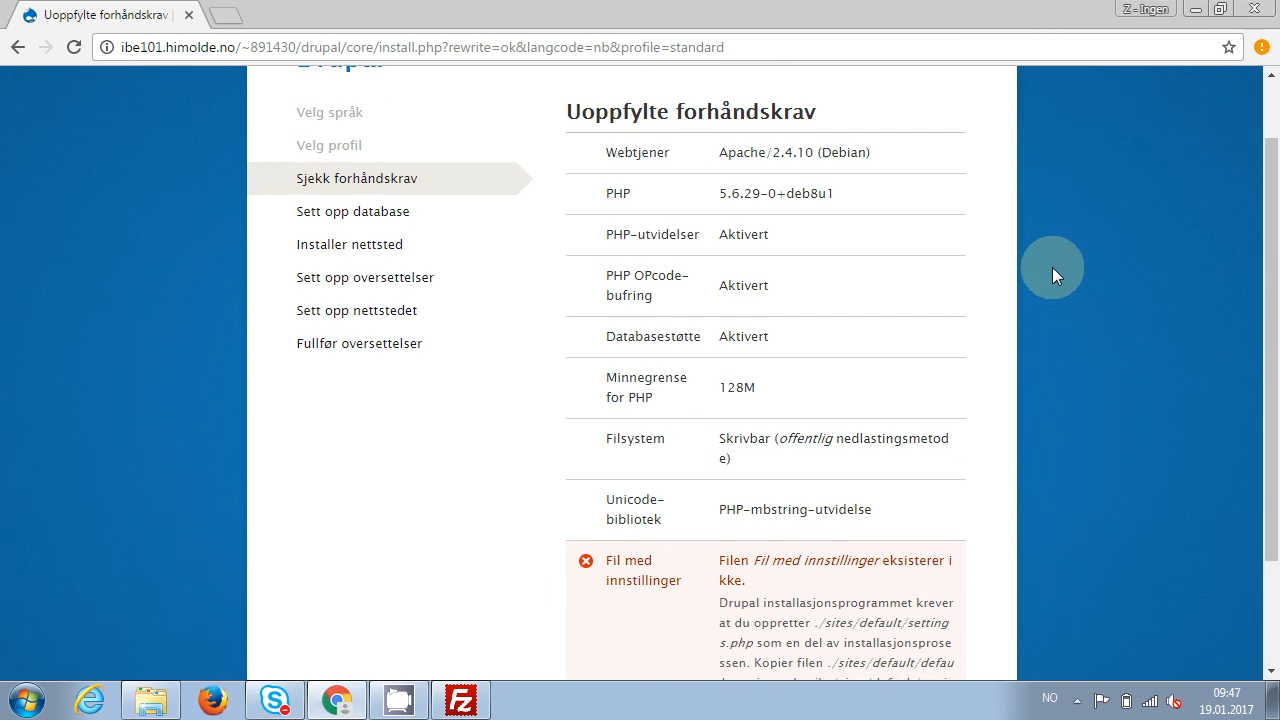 Uoppfylte forhåndskrav |
Z - Ingen
ibe101.himolde.no/~891430/drupal/core/install.php?rewrite=ok&langcode=nb&profile=standard
Velg språk
Velg profil
Sjekk forhåndskrav
Sett opp database
Installer nettsted
Sett opp oversettelser
Sett opp nettstedet
Fullfør oversettelser
Uoppfylte forhåndskrav
Webtjener Apache/2.4.10 (Debian)
PHP 5.6.29-0+deb8u1
PHP-utvidelser Aktivert
PHP OPcode-
bufring
Aktivert
Databasestøtte Aktivert
Minnegrense
for PHP
128M
Filsystem
Skrivbar (offentlig nedlastingsmetod
e)
Unicode-
bibliotek
PHP-mbstring-utvidelse
Fil med
innstillinger
Filen Fil med innstillinger eksisterer i
kke.
Drupal installasjonsprogrammet krever
at du oppretter ./sites/default/setting
s.php som en del av installasjonsprose
ssen. Kopier filen ./sites/default/defau
NO
09:47
19.01.2017